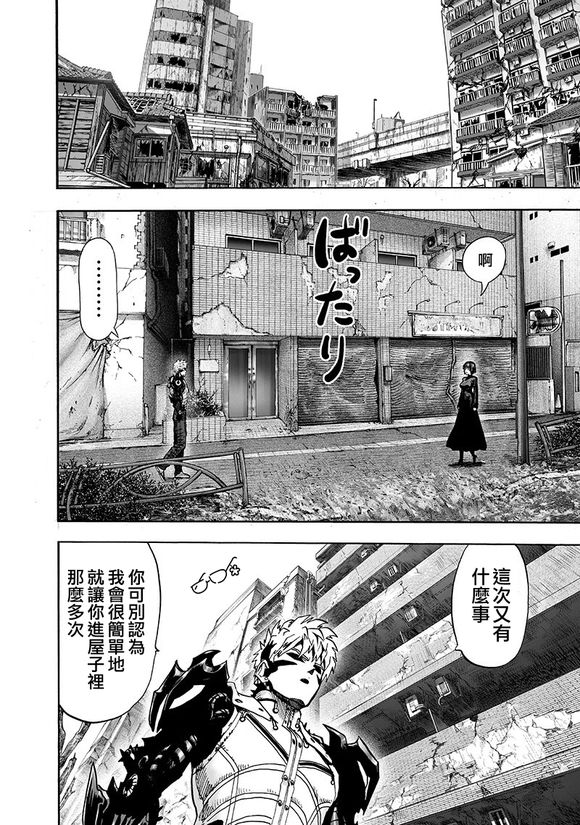 啊
ばったり
………
這次又有
什麼事
你可別認為
我會很簡單地
就讓你進屋子裡
那麼多次